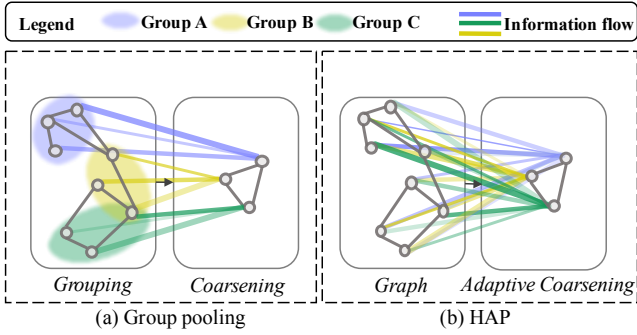 Legend Group A Group B Group C Information flow
Grouping Coarsening Graph Adaptive Coarsening
(a) Group pooling (b) HAP